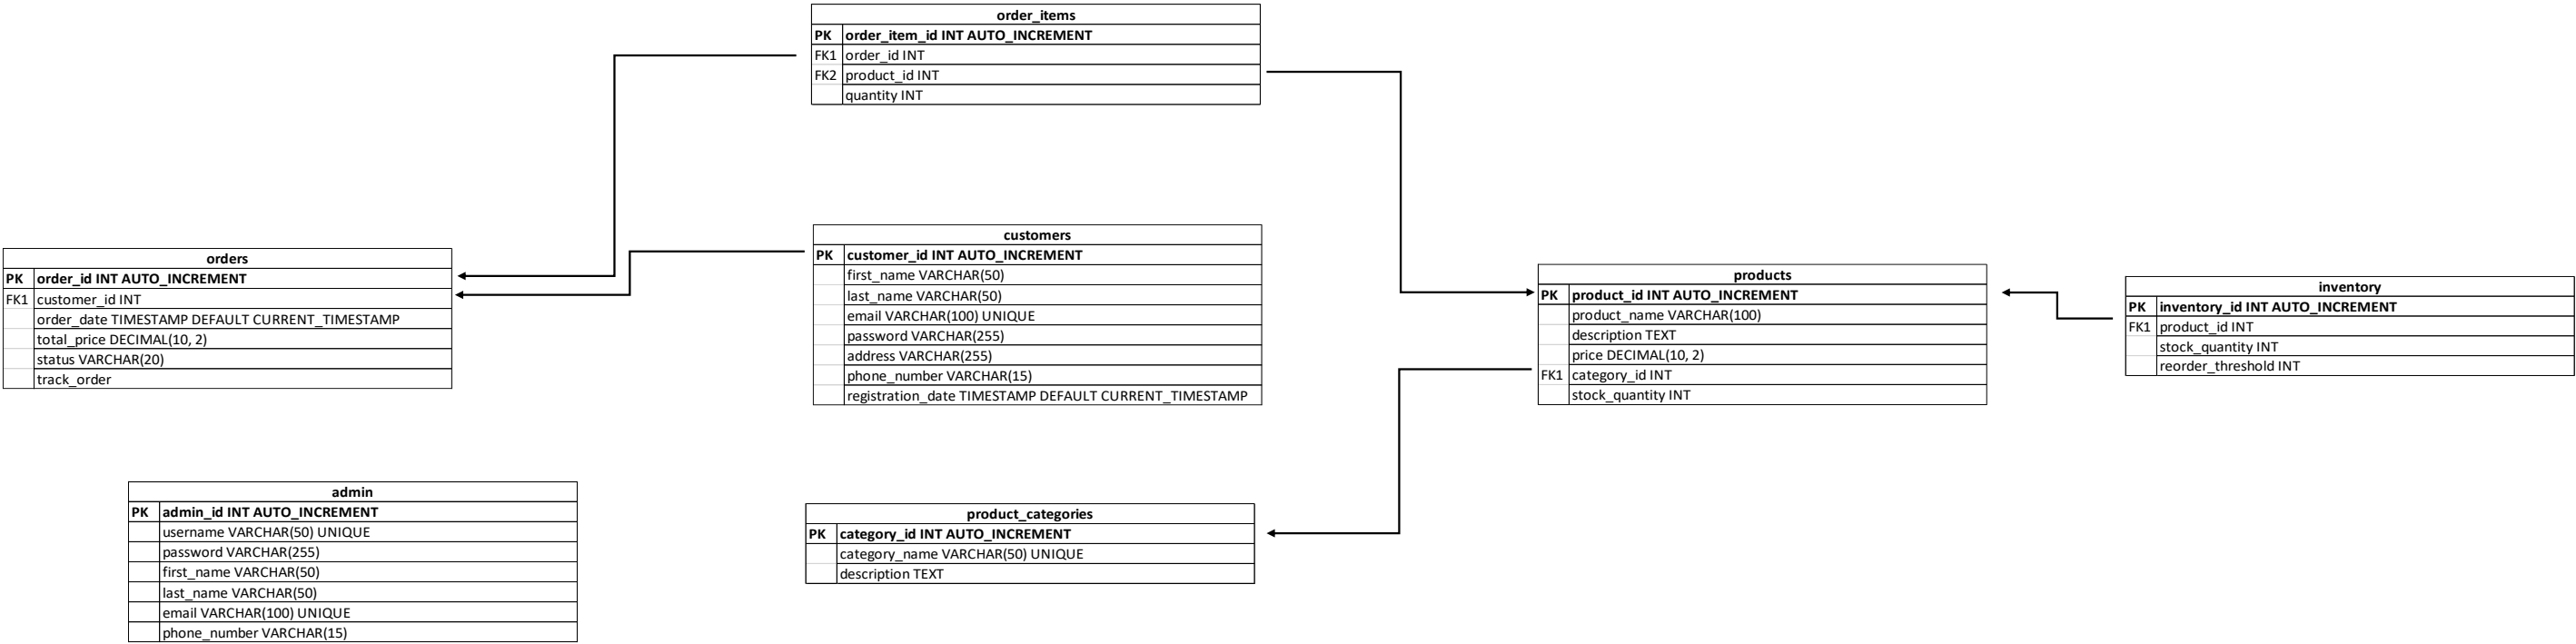 order_items
PK order_item_id INT AUTO_INCREMENT
FK1 order_id INT
FK2 product_id INT
quantity INT
customers
PK customer_id INT AUTO_INCREMENT
first_name VARCHAR(50)
last_name VARCHAR(50)
email VARCHAR(100) UNIQUE
password VARCHAR(255)
address VARCHAR(255)
phone_number VARCHAR(15)
registration_date TIMESTAMP DEFAULT CURRENT_TIMESTAMP
orders
PK order_id INT AUTO_INCREMENT
FK1 customer_id INT
order_date TIMESTAMP DEFAULT CURRENT_TIMESTAMP
total_price DECIMAL(10, 2)
status VARCHAR(20)
track_order
products
PK product_id INT AUTO_INCREMENT
product_name VARCHAR(100)
description TEXT
price DECIMAL(10, 2)
FK1 category_id INT
stock_quantity INT
inventory
PK inventory_id INT AUTO_INCREMENT
FK1 product_id INT
stock_quantity INT
reorder_threshold INT
admin
PK admin_id INT AUTO_INCREMENT
username VARCHAR(50) UNIQUE
password VARCHAR(255)
first_name VARCHAR(50)
last_name VARCHAR(50)
email VARCHAR(100) UNIQUE
phone_number VARCHAR(15)
product_categories
PK category_id INT AUTO_INCREMENT
category_name VARCHAR(50) UNIQUE
description TEXT